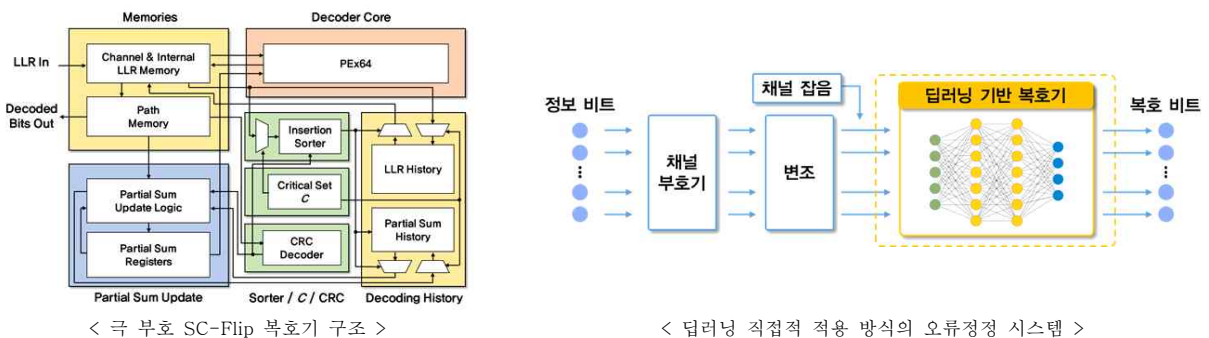 Memories
Decoder Core
LLR In
Channel & Internal
LLR Memory
PEx64
Decoded
Bits Out
Path
Memory
Insertion
Sorter
LLR History
Critical Set
C
Partial Sum
Update Logic
Partial Sum
History
CRC
Decoder
Partial Sum
Registers
Partial Sum Update
Sorter / C / CRC
Decoding History
< 극 부호 SC-Flip 복호기 구조 >
정보 비트
채널 잡음
딥러닝 기반 복호기
복호 비트
채널
부호기
변조
< 딥러닝 직접적 적용 방식의 오류정정 시스템 >